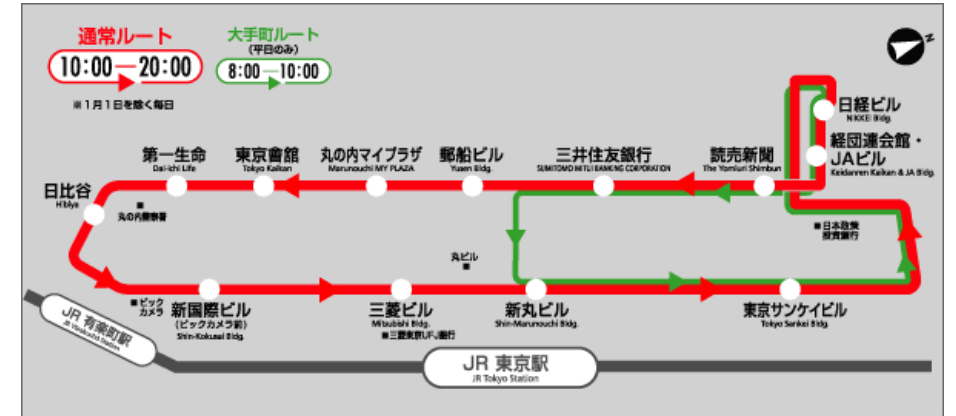 通常ルート
10:00—20:00
※1月1日を除く毎日
大手町ルート
(平日のみ)
8:00—10:00
Z
日経ビル
NIKKEI Bldg.
経団連会館・
JAビル
Keidanren Kaikan & JA Bldg.
第一生命
Dai-ichi Life
東京會舘
Tokyo Kaikan
丸の内マイプラザ
Marunouchi MY PLAZA
郵船ビル
Yusen Bldg.
三井住友銀行
SUMITOMO MITUI BANKING CORPORATION
読売新聞
The Yomiuri Shimbun
日比谷
Hibiya
■
丸の内警察署
■日本政策
投資銀行
丸ビル
■
■ビック
カメラ
新国際ビル
(ビックカメラ前)
Shin-Kokusai Bldg.
三菱ビル
Mitsubishi Bldg.
■三菱東京UFJ銀行
新丸ビル
Shin-Marunouchi Bldg.
東京サンケイビル
Tokyo Sankei Bldg.
JR 有楽町駅
JR Yurakucho Station
JR 東京駅
JR Tokyo Station